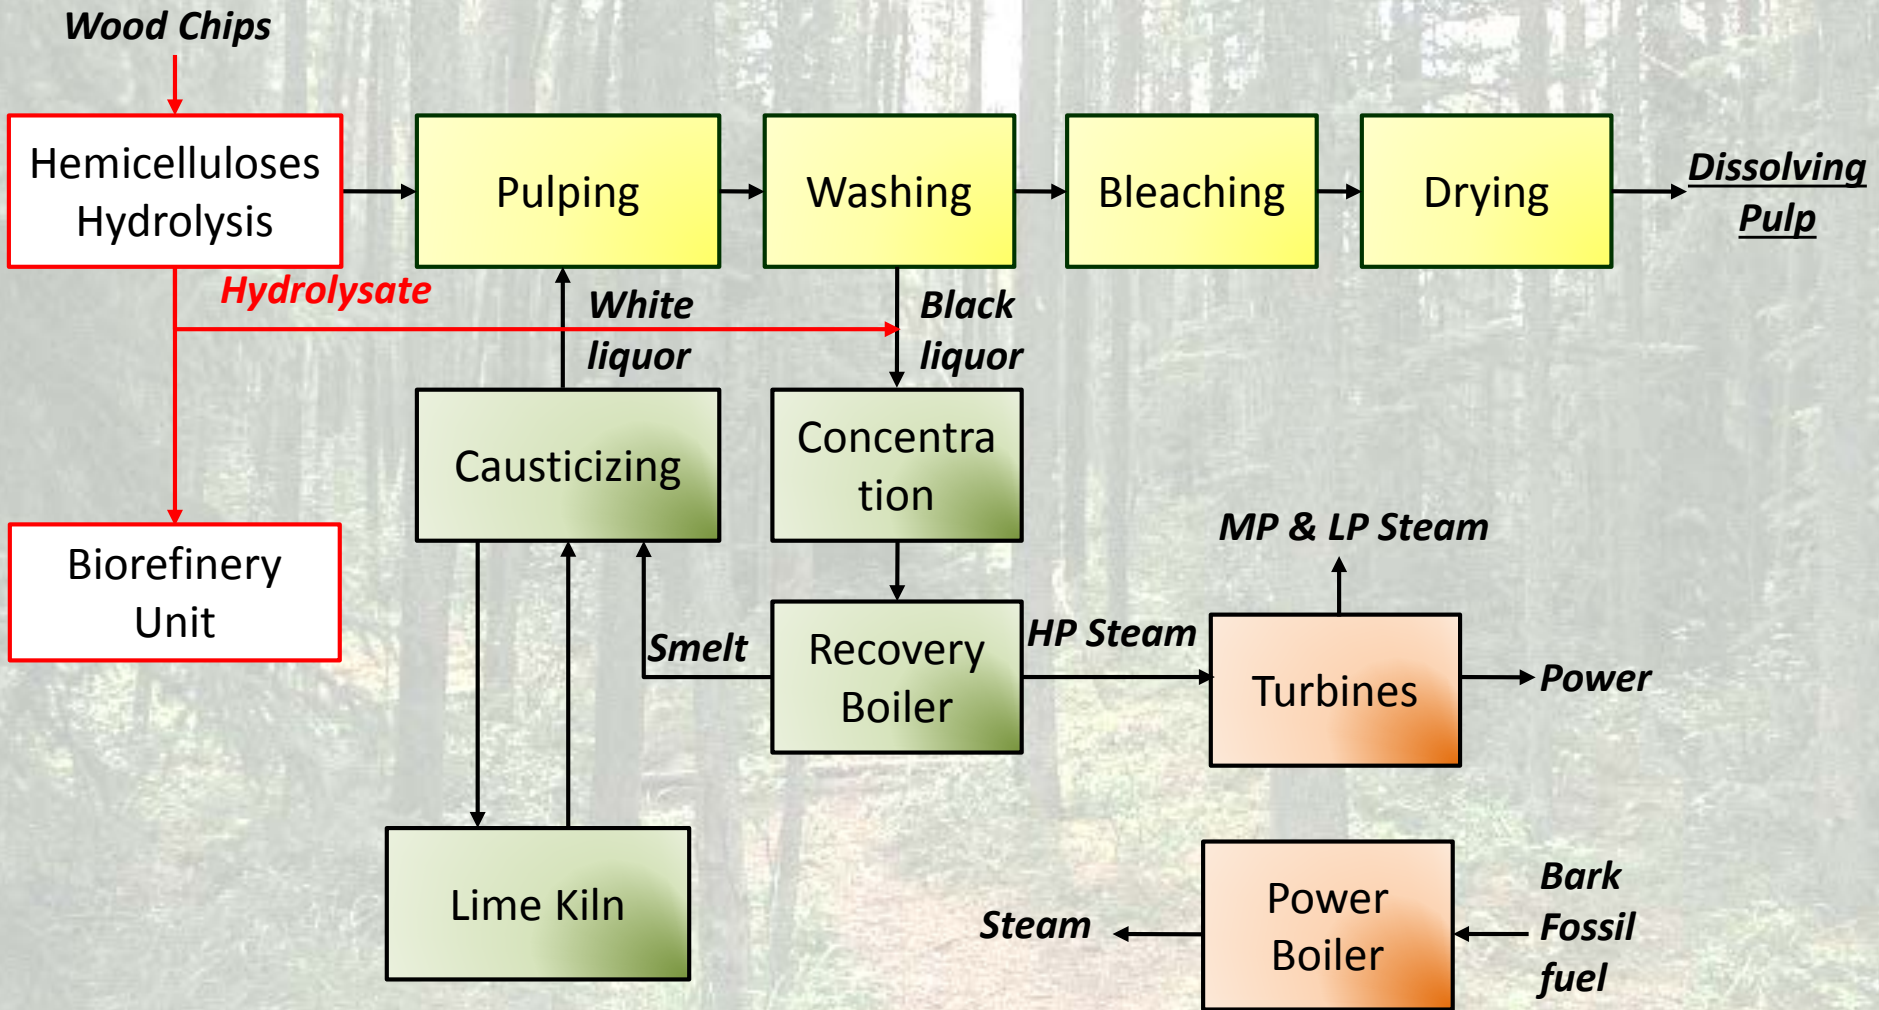 Wood Chips
Hemicelluloses
Hydrolysis
Pulping
Washing
Bleaching
Drying
Dissolving
Pulp
Hydrolysate
White
liquor
Black
liquor
Causticizing
Concentra
tion
Biorefinery
Unit
MP & LP Steam
Smelt
Recovery
Boiler
HP Steam
Turbines
Power
Lime Kiln
Steam
Power
Boiler
Bark
Fossil
fuel